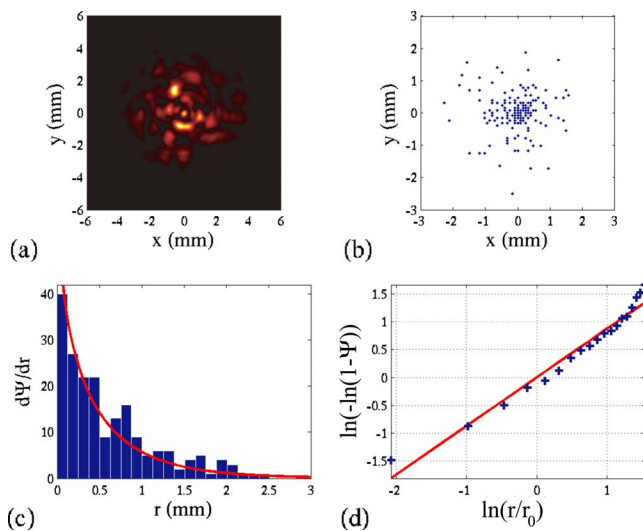 6
4
2
0
-2
-4
-6
y (mm)
-6 -4 -2 0 2 4 6
x (mm)
(a)
3
2
1
0
-1
-2
-3
y (mm)
-3 -2 -1 0 1 2 3
x (mm)
(b)
40
30
20
10
0
dΨ/dr
0 0.5 1 1.5 2 2.5 3
r (mm)
(c)
1.5
1
0.5
0
-0.5
-1
-1.5
ln(-ln(1-Ψ))
-2 -1 0 1
ln(r/r0)
(d)